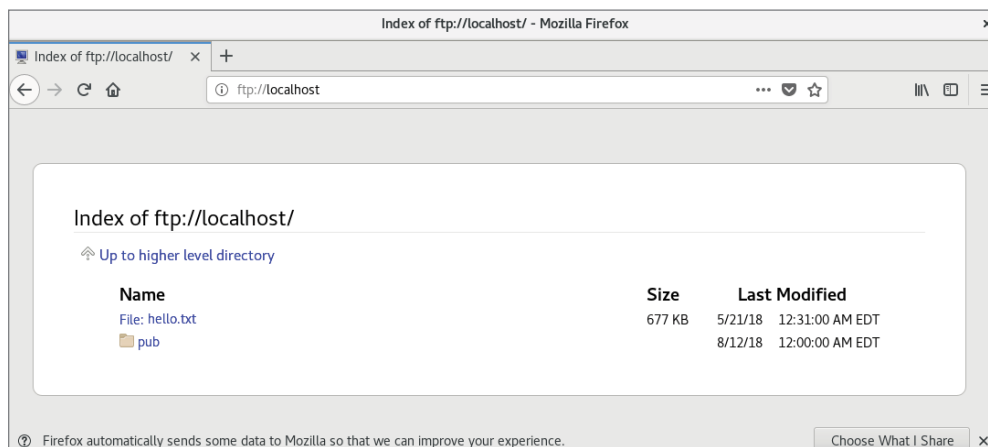 Index of ftp://localhost/ - Mozilla Firefox
Index of ftp://localhost/
ftp://localhost
Index of ftp://localhost/
Up to higher level directory
Name Size Last Modified
File: hello.txt 677 KB 5/21/18 12:31:00 AM EDT
pub 8/12/18 12:00:00 AM EDT
Firefox automatically sends some data to Mozilla so that we can improve your experience. Choose What I Share